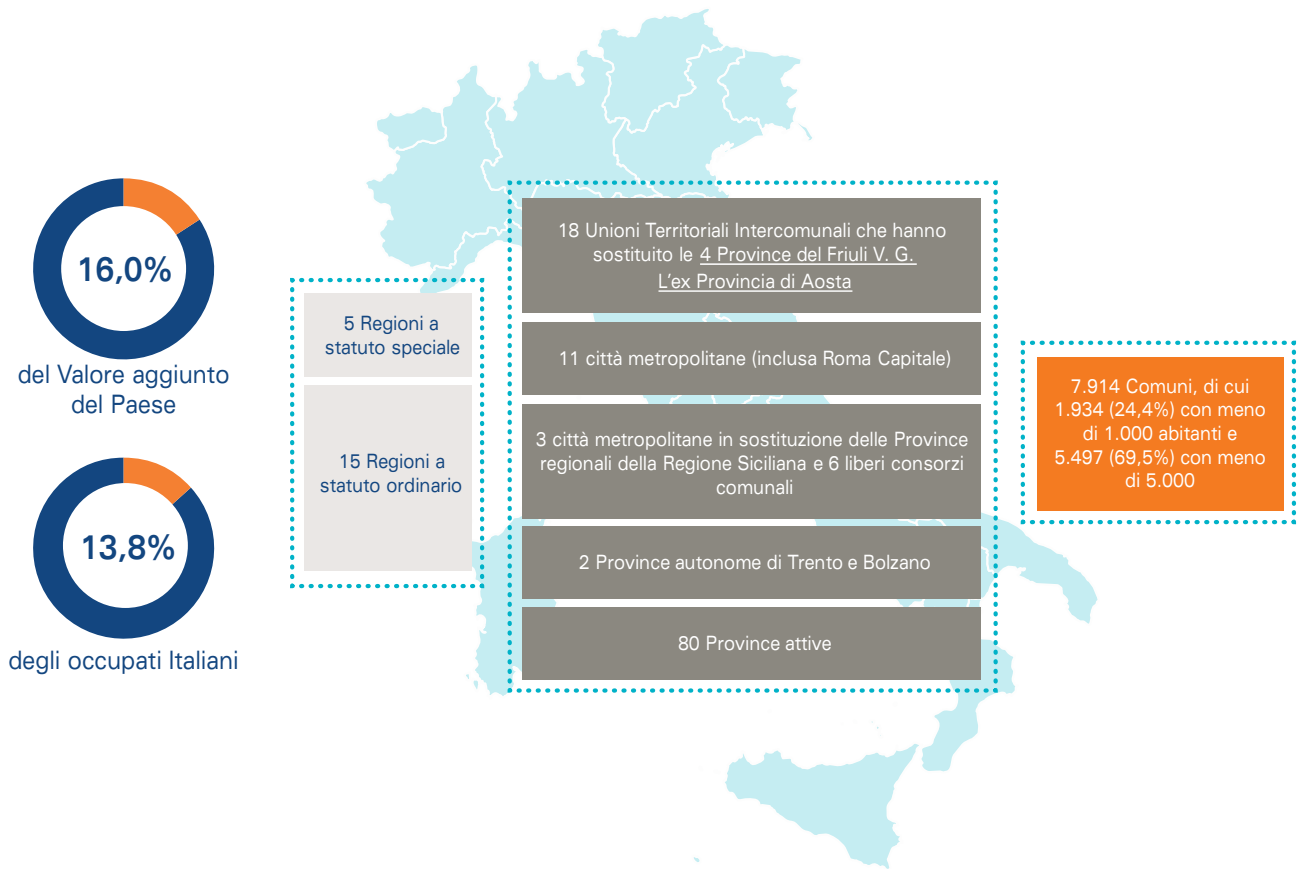 16,0%
del Valore aggiunto
del Paese
13,8%
degli occupati Italiani
5 Regioni a
statuto speciale
15 Regioni a
statuto ordinario
18 Unioni Territoriali Intercomunali che hanno
sostituito le 4 Province del Friuli V. G.
L'ex Provincia di Aosta
11 città metropolitane (inclusa Roma Capitale)
3 città metropolitane in sostituzione delle Province
regionali della Regione Siciliana e 6 liberi consorzi
comunali
2 Province autonome di Trento e Bolzano
80 Province attive
7.914 Comuni, di cui
1.934 (24,4%) con meno
di 1.000 abitanti e
5.497 (69,5%) con meno
di 5.000